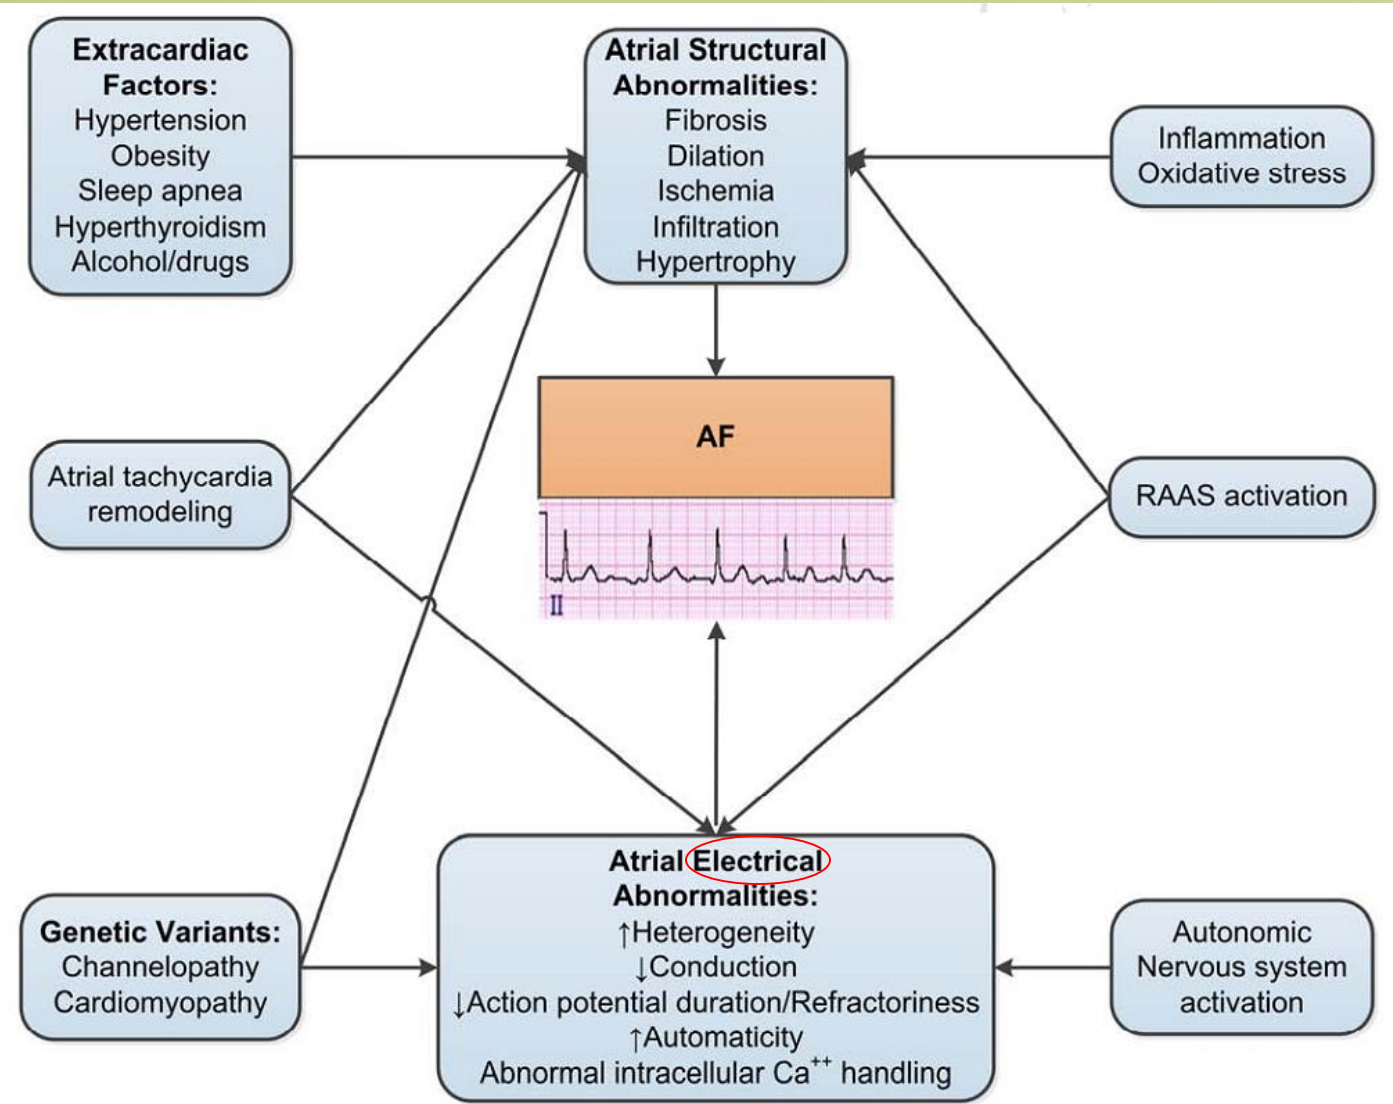 Extracardiac
Factors:
Hypertension
Obesity
Sleep apnea
Hyperthyroidism
Alcohol/drugs
Atrial Structural
Abnormalities:
Fibrosis
Dilation
Ischemia
Infiltration
Hypertrophy
Inflammation
Oxidative stress
AF
Atrial tachycardia
remodeling
RAAS activation
II
Genetic Variants:
Channelopathy
Cardiomyopathy
Atrial Electrical
Abnormalities:
↑Heterogeneity
↓Conduction
↓Action potential duration/Refractoriness
↑Automaticity
Abnormal intracellular Ca⁺⁺ handling
Autonomic
Nervous system
activation